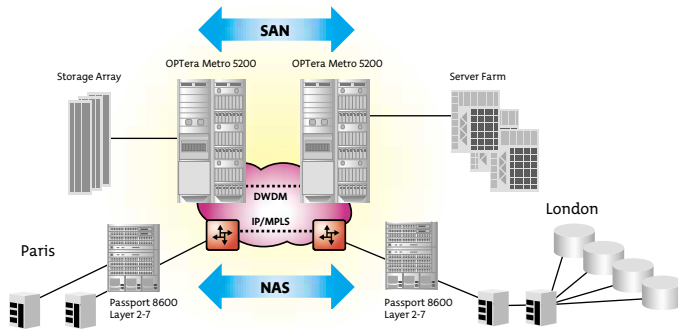 SAN
OPTera Metro 5200
OPTera Metro 5200
Storage Array
Server Farm
DWDM
IP/MPLS
Paris
London
Passport 8600
Layer 2-7
NAS
Passport 8600
Layer 2-7